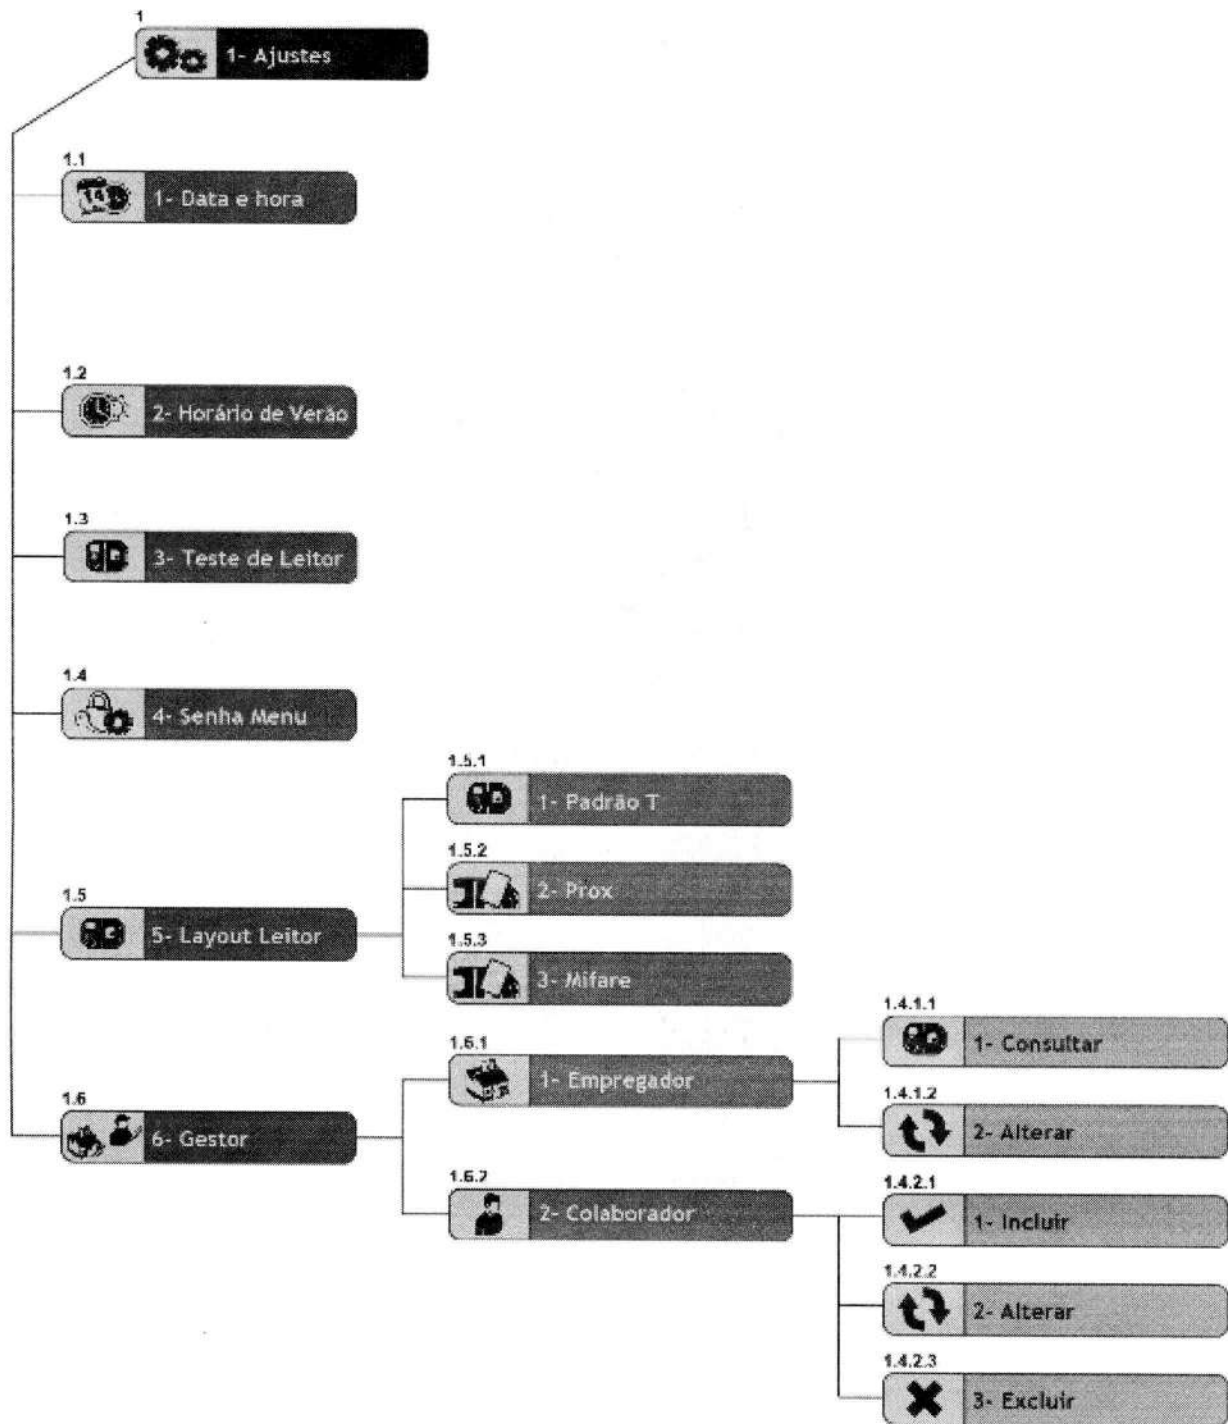 1
1- Ajustes
1.1
1- Data e hora
1.2
2- Horário de Verão
1.3
3- Teste de Leitor
1.4
4- Senha Menu
1.5
5- Layout Leitor
1.5.1
1- Padrão T
1.5.2
2- Prox
1.5.3
3- Mifare
1.6
6- Gestor
1.6.1
1- Empregador
1.4.1.1
1- Consultar
1.4.1.2
2- Alterar
1.6.2
2- Colaborador
1.4.2.1
1- Incluir
1.4.2.2
2- Alterar
1.4.2.3
3- Excluir